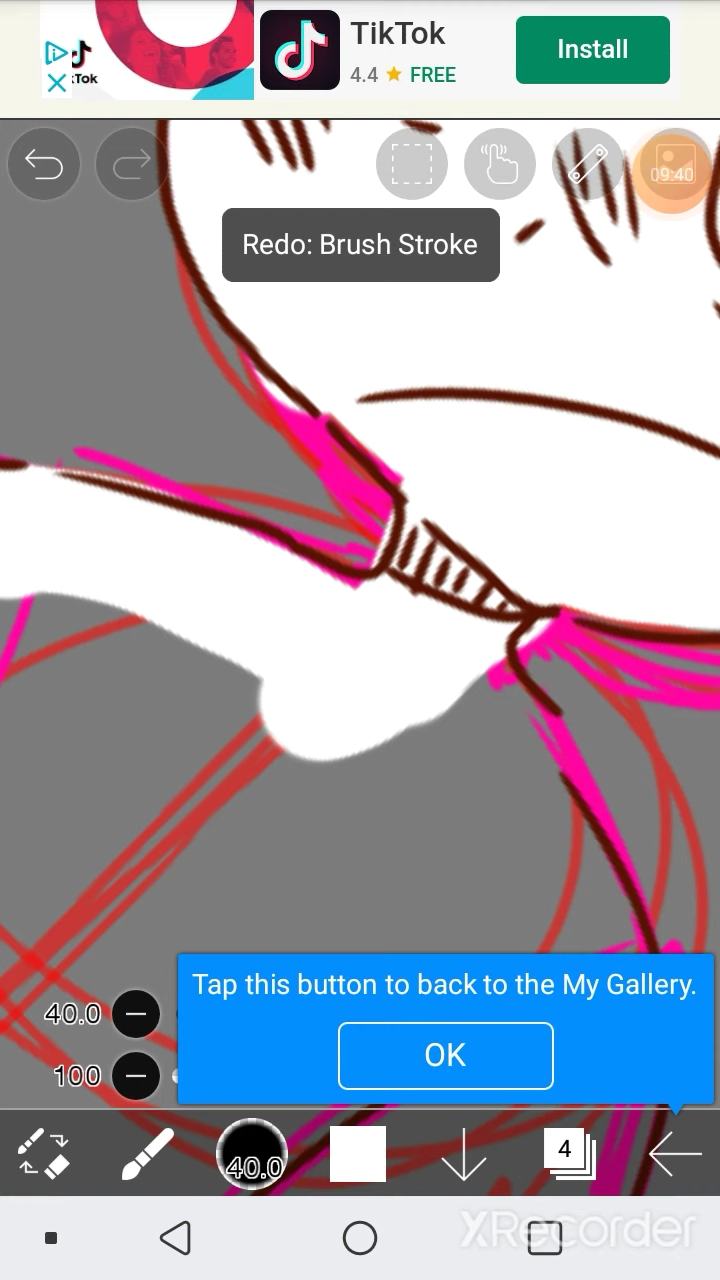 TikTok
Install
kTok
4.4
FREE
09:40
Redo: Brush Stroke
Tap this button to back to the My Gallery.
40.0
OK
100
40.0
4
XRecorder